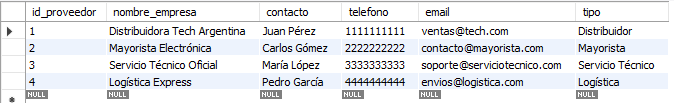 id_proveedor nombre_empresa contacto telefono email tipo
1 Distribuidora Tech Argentina Juan Pérez 1111111111 ventas@tech.com Distribuidor
2 Mayorista Electrónica Carlos Gómez 2222222222 contacto@mayorista.com Mayorista
3 Servicio Técnico Oficial María López 3333333333 soporte@serviciotecnico.com Servicio Técnico
4 Logística Express Pedro García 4444444444 envios@logistica.com Logística
NULL NULL NULL NULL NULL NULL